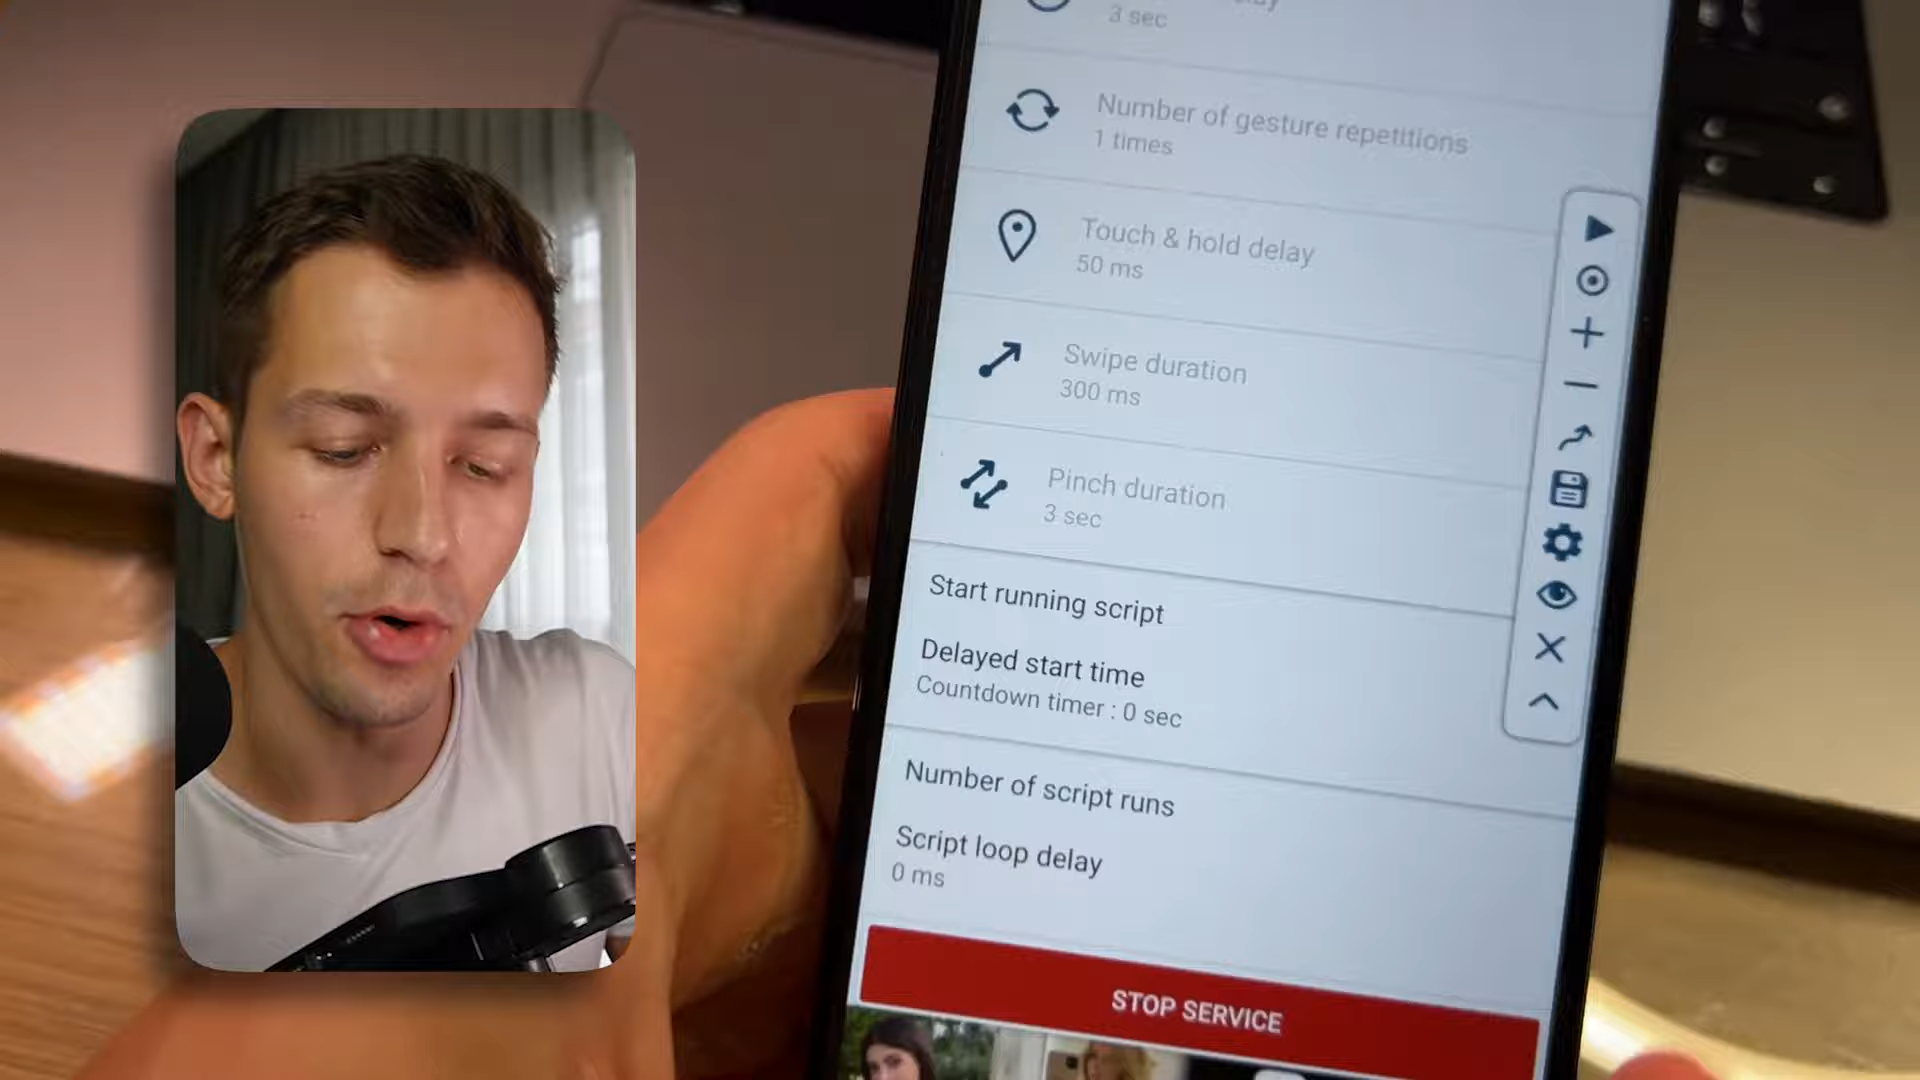 3 sec
Number of gesture repetitions
1 times
Touch & hold delay
50 ms
Swipe duration
300 ms
Pinch duration
3 sec
Start running script
Delayed start time
Countdown timer : 0 sec
Number of script runs
Script loop delay
0 ms
STOP SERVICE